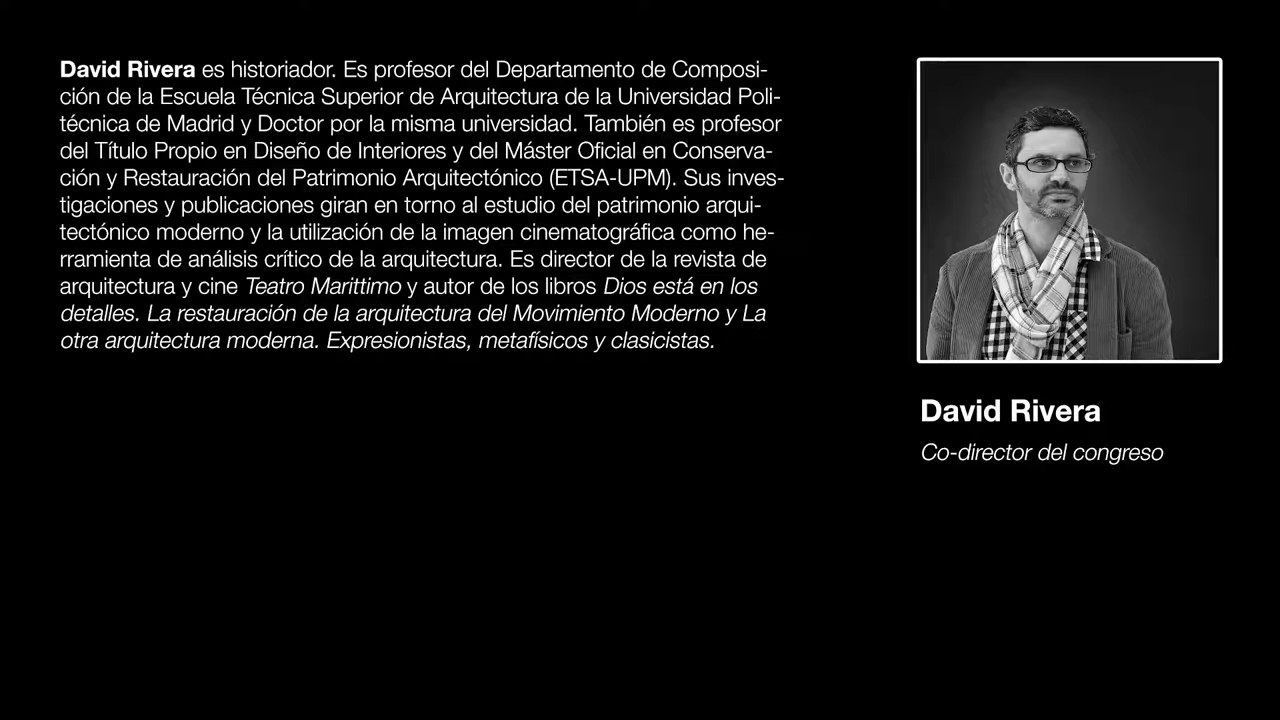 David Rivera es historiador. Es profesor del Departamento de Composi-
ción de la Escuela Técnica Superior de Arquitectura de la Universidad Poli-
técnica de Madrid y Doctor por la misma universidad. También es profesor
del Título Propio en Diseño de Interiores y del Máster Oficial en Conserva-
ción y Restauración del Patrimonio Arquitectónico (ETSA-UPM). Sus inves-
tigaciones y publicaciones giran en torno al estudio del patrimonio arqui-
tectónico moderno y la utilización de la imagen cinematográfica como he-
rramienta de análisis crítico de la arquitectura. Es director de la revista de
arquitectura y cine Teatro Marittimo y autor de los libros Dios está en los
detalles. La restauración de la arquitectura del Movimiento Moderno y La
otra arquitectura moderna. Expresionistas, metafísicos y clasicistas.
David Rivera
Co-director del congreso